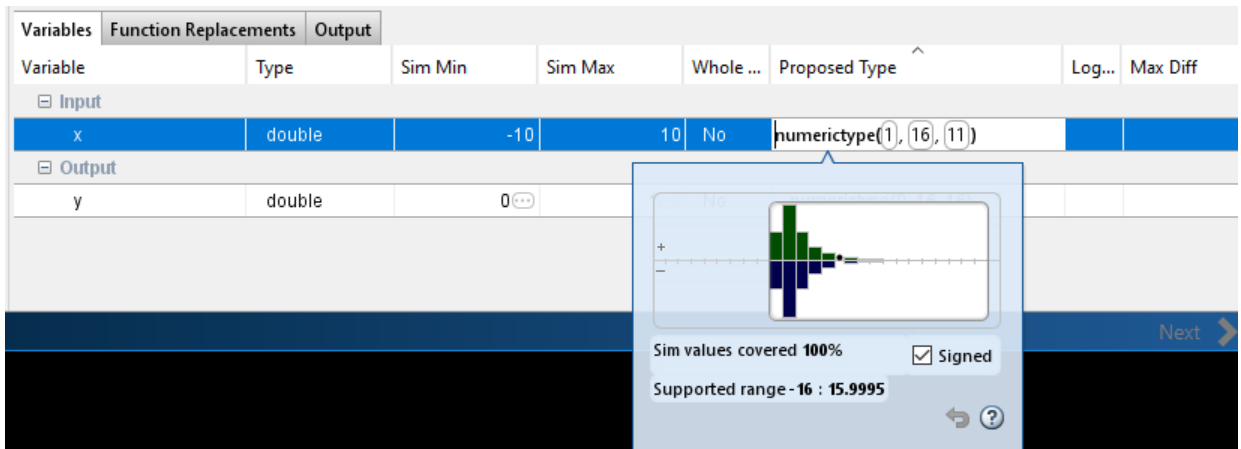 Variables Function Replacements Output
Variable Type Sim Min Sim Max Whole ... Proposed Type Log... Max Diff
Input
x double -10 10 No numerictype(1, 16, 11)
Output
y double 0 No
+
−
Sim values covered 100% Signed
Supported range -16 : 15.9995
Next